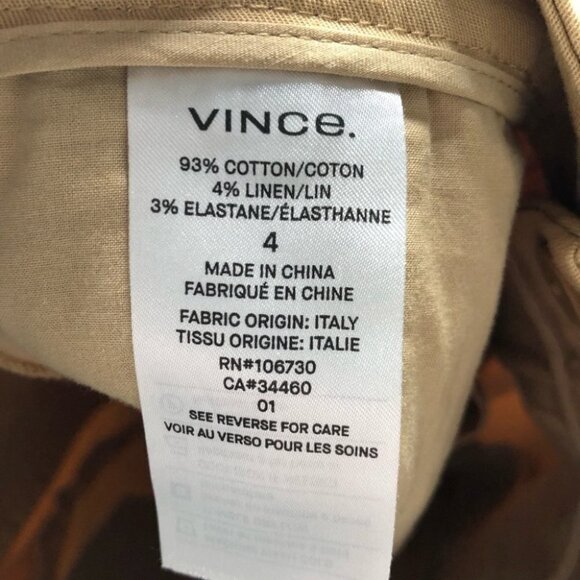 VINCe.
93% COTTON/COTON
4% LINEN/LIN
3% ELASTANE/ÉLASTHANNE
4
MADE IN CHINA
FABRIQUÉ EN CHINE
FABRIC ORIGIN: ITALY
TISSU ORIGINE: ITALIE
RN#106730
CA#34460
01
SEE REVERSE FOR CARE
VOIR AU VERSO POUR LES SOINS